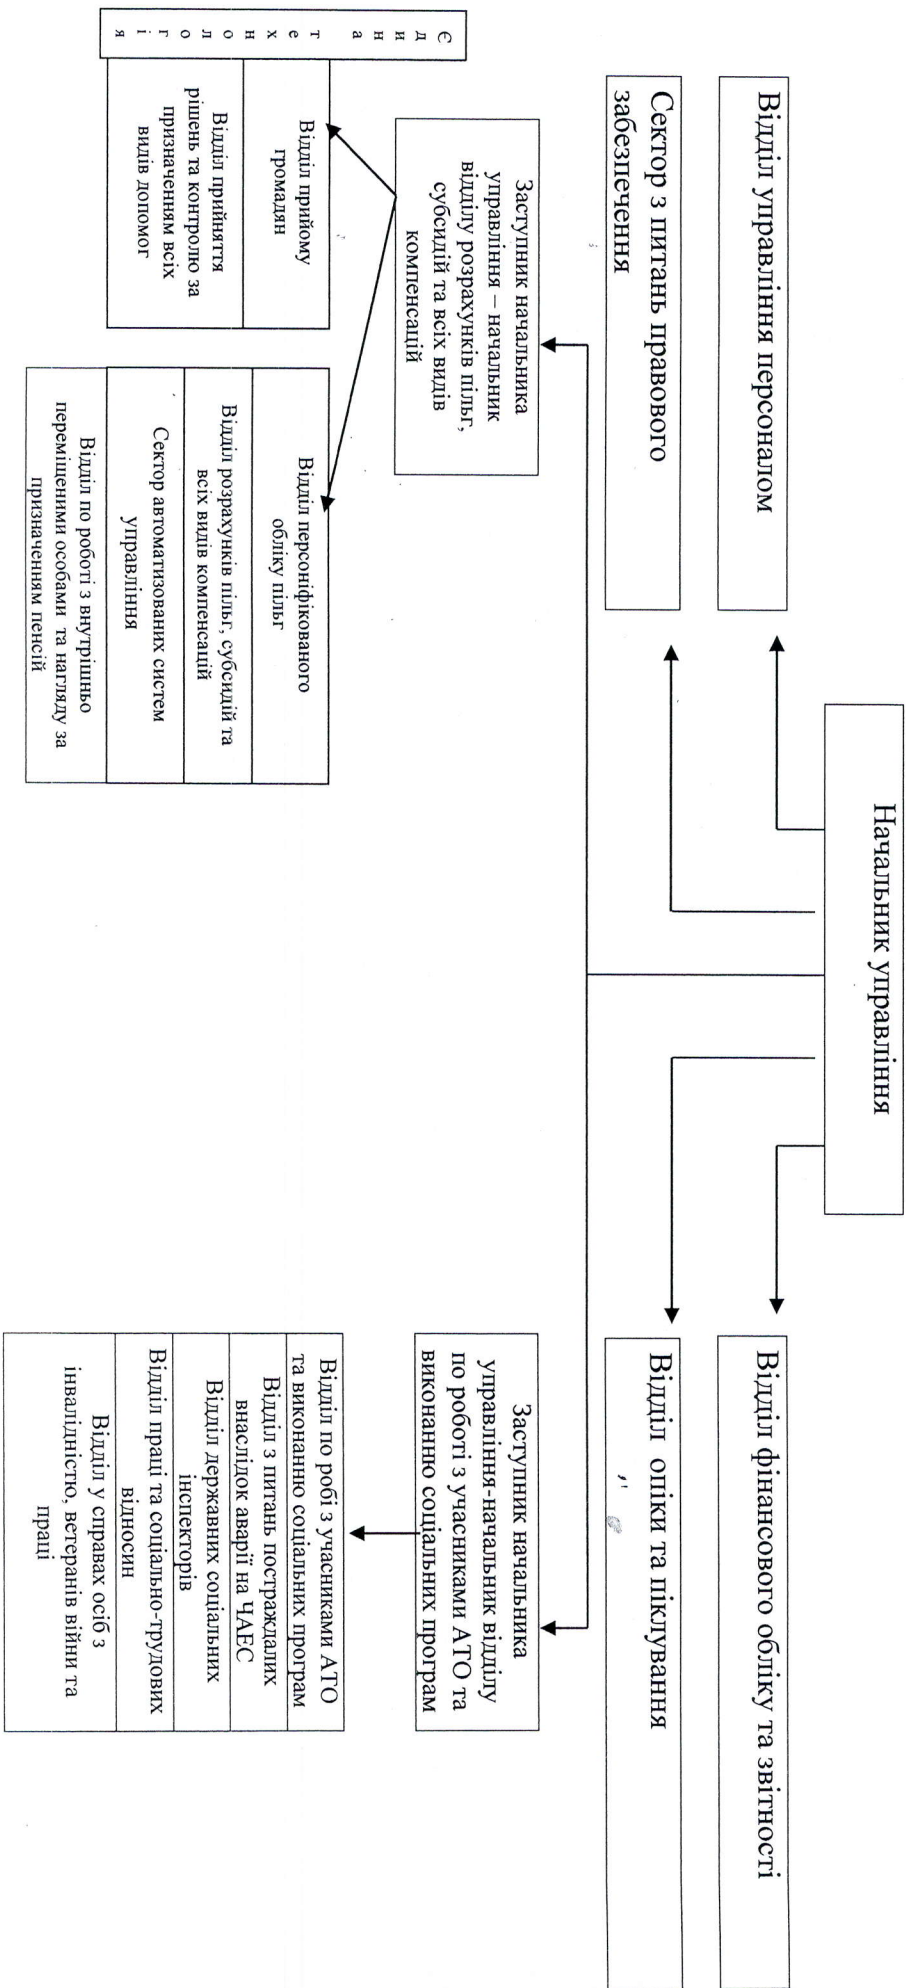 Начальник управління
Відділ управління персоналом
Відділ фінансового обліку та звітності
Сектор з питань правового
забезпечення
Відділ опіки та піклування
Заступник начальника
управління – начальник
відділу розрахунків пільг,
субсидій та всіх видів
компенсацій
Заступник начальника
управління-начальник відділу
по роботі з учасниками АТО та
виконанню соціальних програм
Єдина технологія
Відділ прийому
громадян
Відділ прийняття
рішень та контролю за
призначенням всіх
видів допомог
Відділ персоніфікованого
обліку пільг
Відділ розрахунків пільг, субсидій та
всіх видів компенсацій
Сектор автоматизованих систем
управління
Відділ по роботі з внутрішньо
переміщеними особами та нагляду за
призначенням пенсій
Відділ по робі з учасниками АТО
та виконанню соціальних програм
Відділ з питань постраждалих
внаслідок аварії на ЧАЕС
Відділ державних соціальних
інспекторів
Відділ праці та соціально-трудових
відносин
Відділ у справах осіб з
інвалідністю, ветеранів війни та
праці